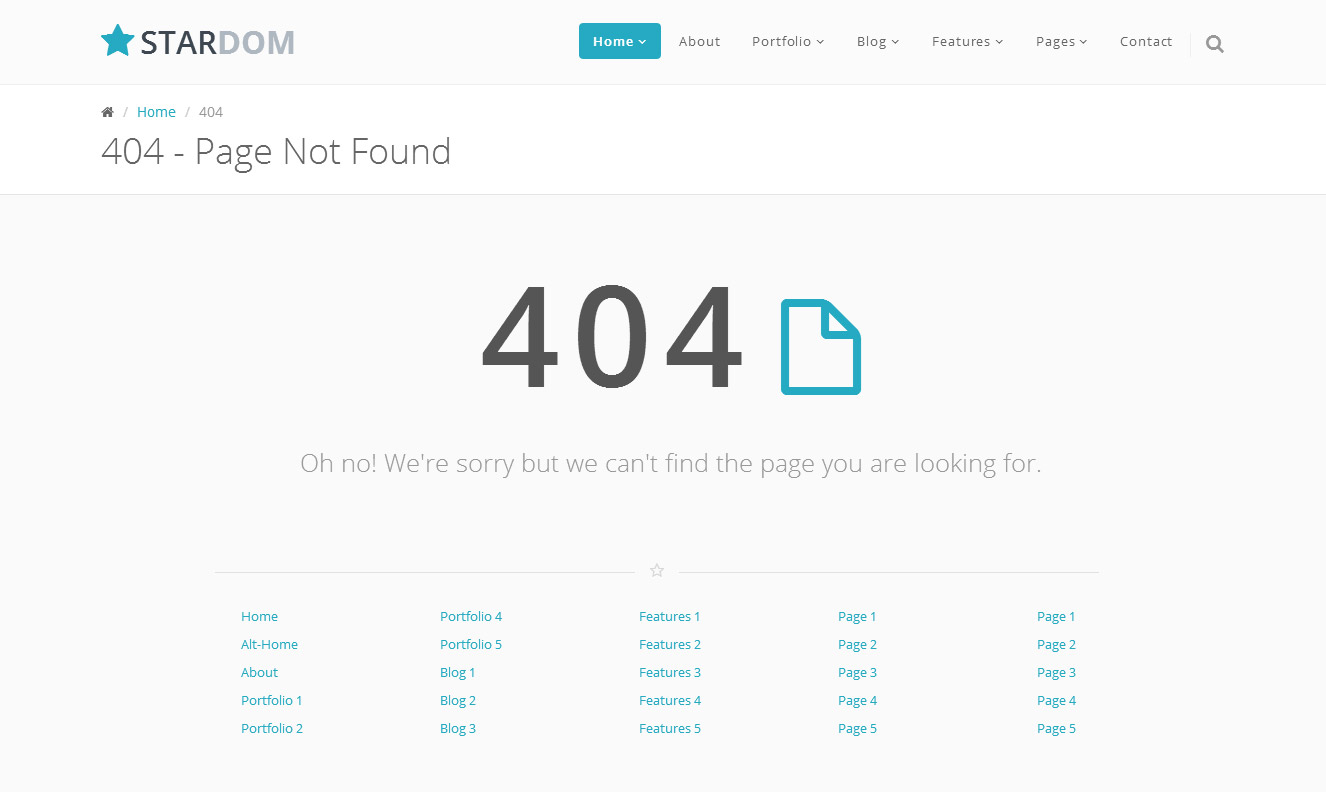 STARDOM
Home About Portfolio Blog Features Pages Contact
/ Home / 404
404 - Page Not Found
404
Oh no! We're sorry but we can't find the page you are looking for.
Home Portfolio 4 Features 1 Page 1 Page 1
Alt-Home Portfolio 5 Features 2 Page 2 Page 2
About Blog 1 Features 3 Page 3 Page 3
Portfolio 1 Blog 2 Features 4 Page 4 Page 4
Portfolio 2 Blog 3 Features 5 Page 5 Page 5